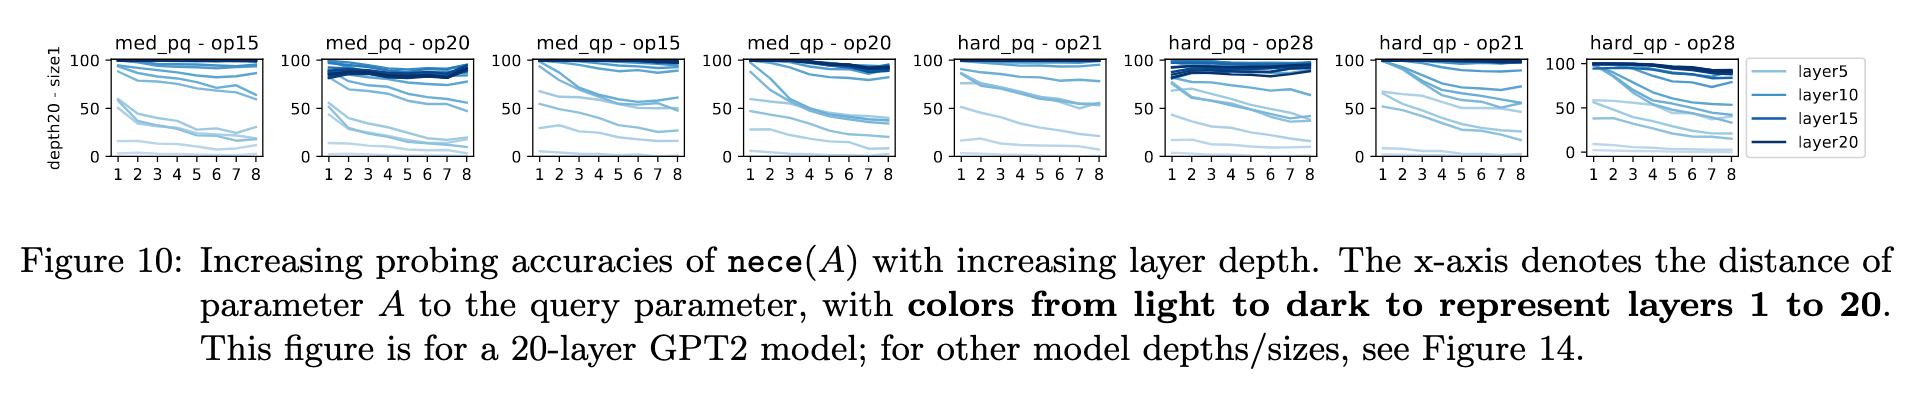 med_pq - op15 med_pq - op20 med_qp - op15 med_qp - op20 hard_pq - op21 hard_pq - op28 hard_qp - op21 hard_qp - op28
depth20 - size1
100 100 100 100 100 100 100 100
50 50 50 50 50 50 50 50
0 0 0 0 0 0 0 0
1 2 3 4 5 6 7 8 1 2 3 4 5 6 7 8 1 2 3 4 5 6 7 8 1 2 3 4 5 6 7 8 1 2 3 4 5 6 7 8 1 2 3 4 5 6 7 8 1 2 3 4 5 6 7 8 1 2 3 4 5 6 7 8
layer5
layer10
layer15
layer20
Figure 10: Increasing probing accuracies of nece(A) with increasing layer depth. The x-axis denotes the distance of
parameter A to the query parameter, with colors from light to dark to represent layers 1 to 20.
This figure is for a 20-layer GPT2 model; for other model depths/sizes, see Figure 14.